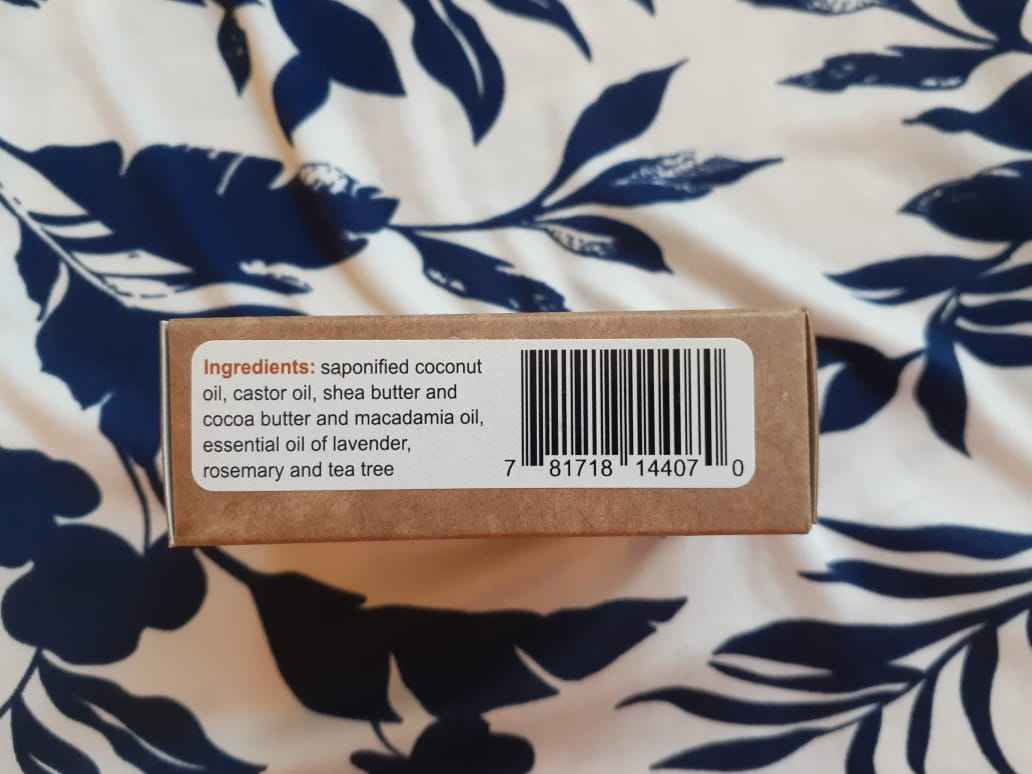 Ingredients: saponified coconut
oil, castor oil, shea butter and
cocoa butter and macadamia oil,
essential oil of lavender,
rosemary and tea tree
7 81718 14407 0